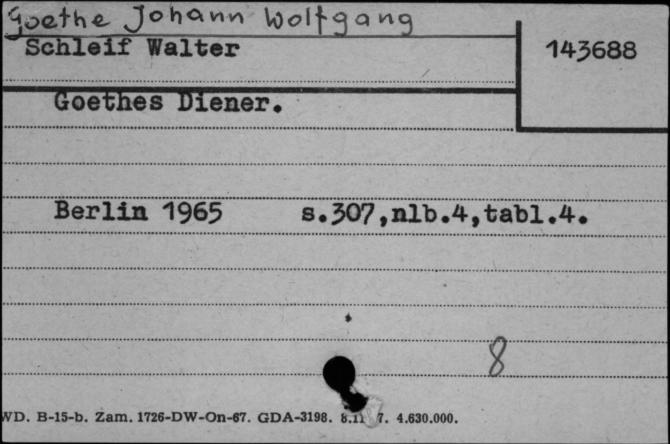 Goethe Johann Wolfgang
Schleif Walter
143688
Goethes Diener.
Berlin 1965 s.307,nlb.4,tabl.4.
8
WD. B-15-b. Zam. 1726-DW-On-67. GDA-3198. 4.630.000.